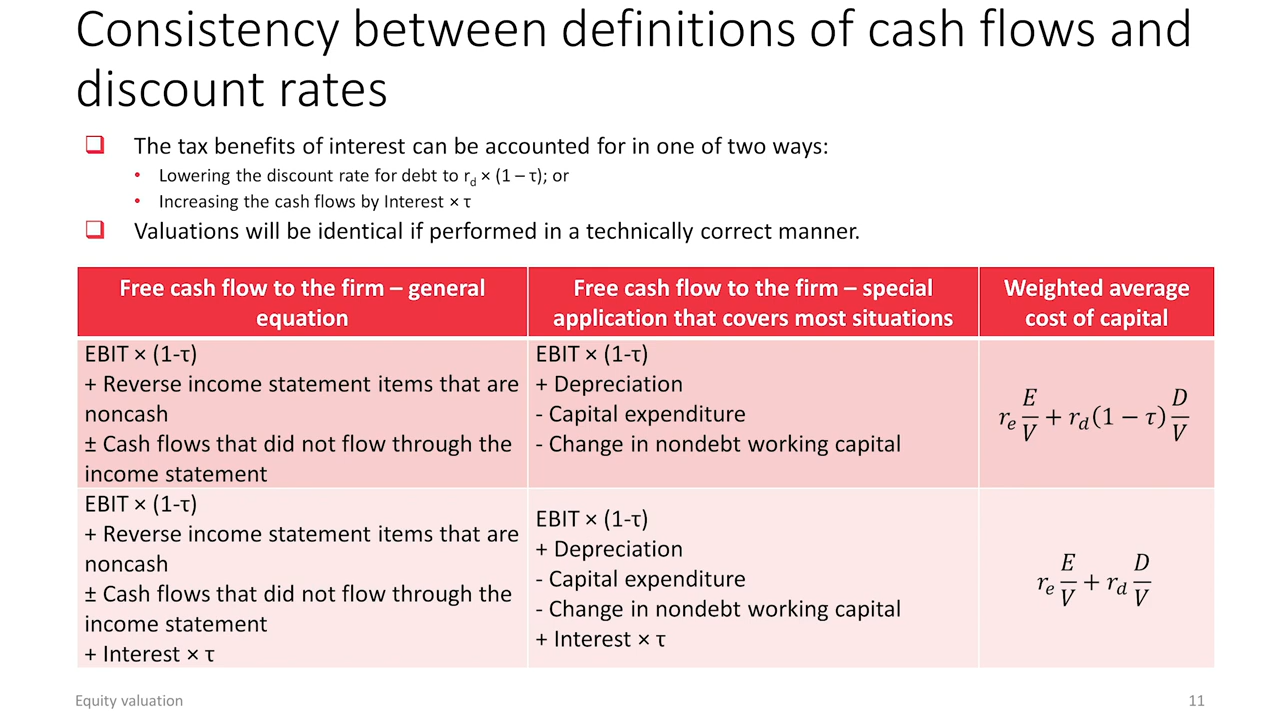 Consistency between definitions of cash flows and
discount rates
❑ The tax benefits of interest can be accounted for in one of two ways:
• Lowering the discount rate for debt to r_d × (1 – τ); or
• Increasing the cash flows by Interest × τ
❑ Valuations will be identical if performed in a technically correct manner.
Free cash flow to the firm – general
equation
Free cash flow to the firm – special
application that covers most situations
Weighted average
cost of capital
EBIT × (1-τ)
+ Reverse income statement items that are
noncash
± Cash flows that did not flow through the
income statement
EBIT × (1-τ)
+ Depreciation
- Capital expenditure
- Change in nondebt working capital
r_e E/V + r_d(1 − τ) D/V
EBIT × (1-τ)
+ Reverse income statement items that are
noncash
± Cash flows that did not flow through the
income statement
+ Interest × τ
EBIT × (1-τ)
+ Depreciation
- Capital expenditure
- Change in nondebt working capital
+ Interest × τ
r_e E/V + r_d D/V
Equity valuation
11